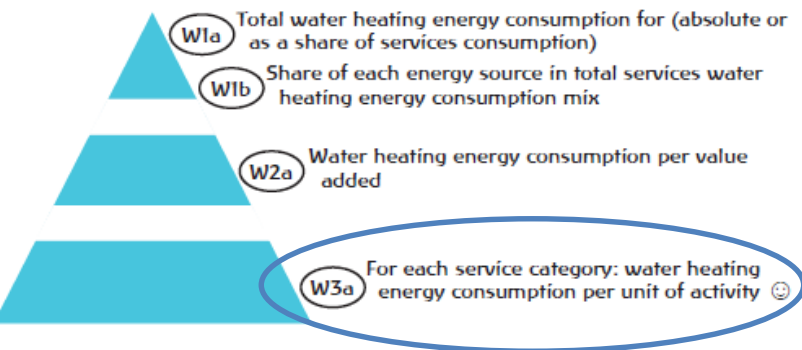 W1a Total water heating energy consumption for (absolute or
as a share of services consumption)
W1b Share of each energy source in total services water
heating energy consumption mix
W2a Water heating energy consumption per value
added
W3a For each service category: water heating
energy consumption per unit of activity ☺